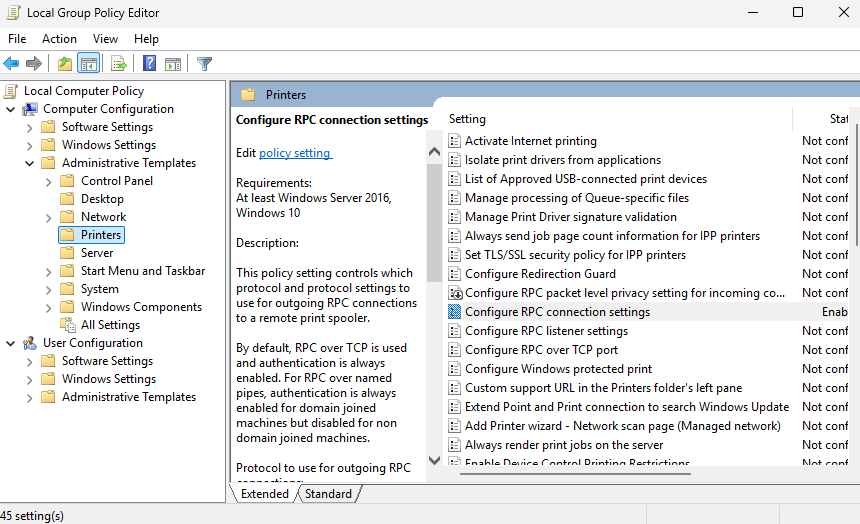 Local Group Policy Editor
File Action View Help
Local Computer Policy
Computer Configuration
Software Settings
Windows Settings
Administrative Templates
Control Panel
Desktop
Network
Printers
Server
Start Menu and Taskbar
System
Windows Components
All Settings
User Configuration
Software Settings
Windows Settings
Administrative Templates
Printers
Configure RPC connection settings
Edit policy setting
Requirements:
At least Windows Server 2016,
Windows 10
Description:
This policy setting controls which
protocol and protocol settings to
use for outgoing RPC connections
to a remote print spooler.
By default, RPC over TCP is used
and authentication is always
enabled. For RPC over named
pipes, authentication is always
enabled for domain joined
machines but disabled for non
domain joined machines.
Protocol to use for outgoing RPC
connections:
Setting Stat
Activate Internet printing Not conf
Isolate print drivers from applications Not conf
List of Approved USB-connected print devices Not conf
Manage processing of Queue-specific files Not conf
Manage Print Driver signature validation Not conf
Always send job page count information for IPP printers Not conf
Set TLS/SSL security policy for IPP printers Not conf
Configure Redirection Guard Not conf
Configure RPC packet level privacy setting for incoming co... Not conf
Configure RPC connection settings Enab
Configure RPC listener settings Not conf
Configure RPC over TCP port Not conf
Configure Windows protected print Not conf
Custom support URL in the Printers folder's left pane Not conf
Extend Point and Print connection to search Windows Update Not conf
Add Printer wizard - Network scan page (Managed network) Not conf
Always render print jobs on the server Not conf
Enable Device Control Printing Restrictions Not conf
Extended Standard
45 setting(s)